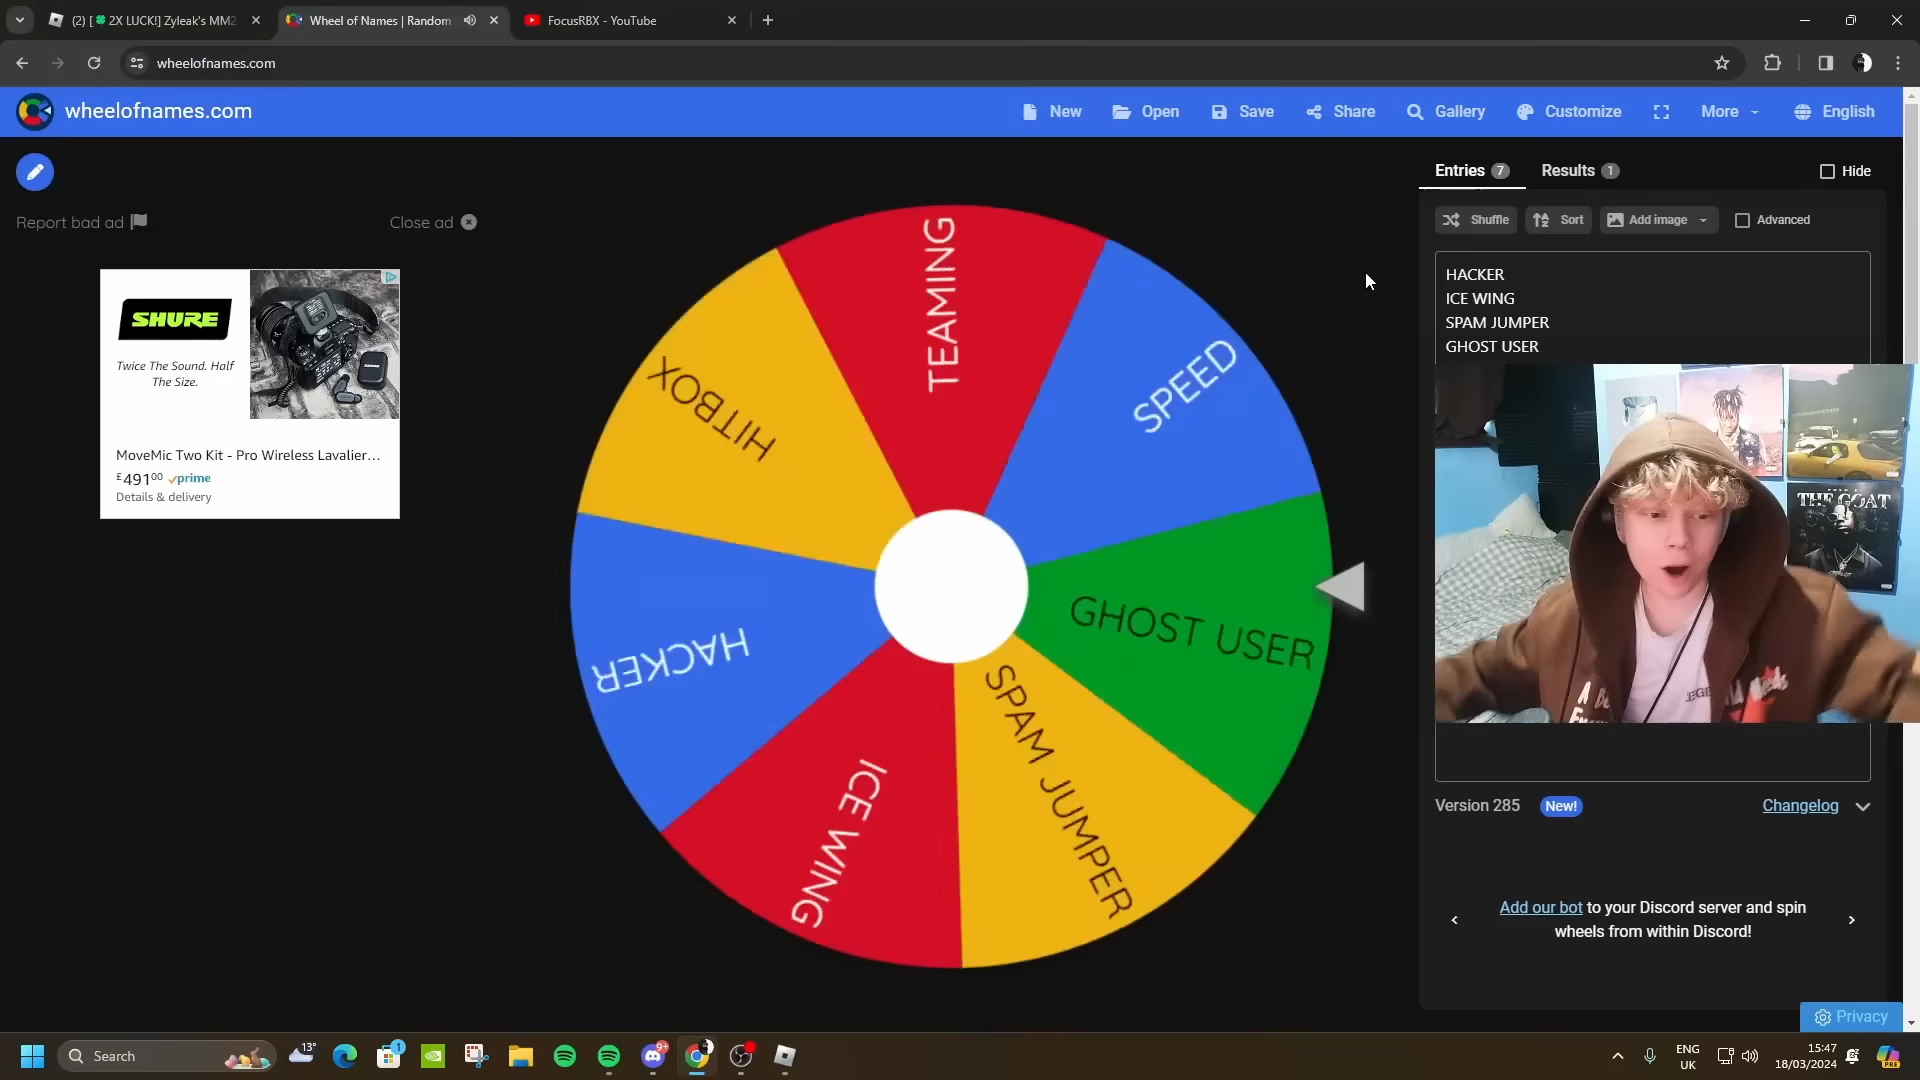 (2) [🍀2X LUCK!] Zyleak's MM2
Wheel of Names | Random
FocusRBX - YouTube
wheelofnames.com
wheelofnames.com
New
Open
Save
Share
Gallery
Customize
More
English
Report bad ad
Close ad
SHURE
Twice The Sound. Half
The Size.
MoveMic Two Kit - Pro Wireless Lavalier...
£491⁰⁰ prime
Details & delivery
TEAMING
SPEED
GHOST USER
SPAM JUMPER
ICE WING
HACKER
HITBOX
Entries 7
Results 1
Hide
Shuffle
Sort
Add image
Advanced
HACKER
ICE WING
SPAM JUMPER
GHOST USER
THE GOAT
Version 285
New!
Changelog
Add our bot to your Discord server and spin
wheels from within Discord!
Privacy
Search
13°
1
9+
ENG
UK
15:47
18/03/2024
PRE